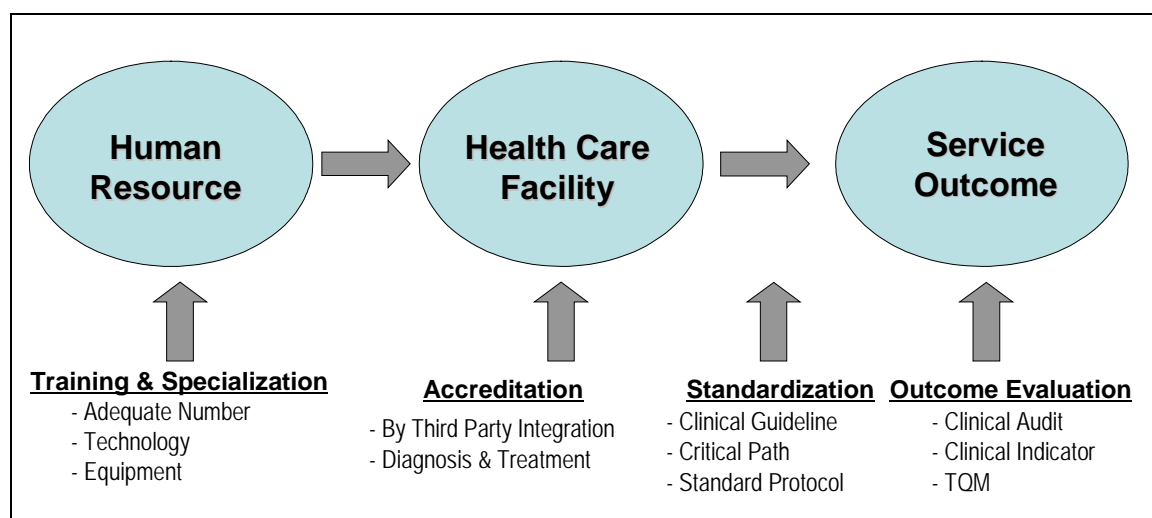 Human
Resource
Health Care
Facility
Service
Outcome
Training & Specialization
- Adequate Number
- Technology
- Equipment
Accreditation
- By Third Party Integration
- Diagnosis & Treatment
Standardization
- Clinical Guideline
- Critical Path
- Standard Protocol
Outcome Evaluation
- Clinical Audit
- Clinical Indicator
- TQM